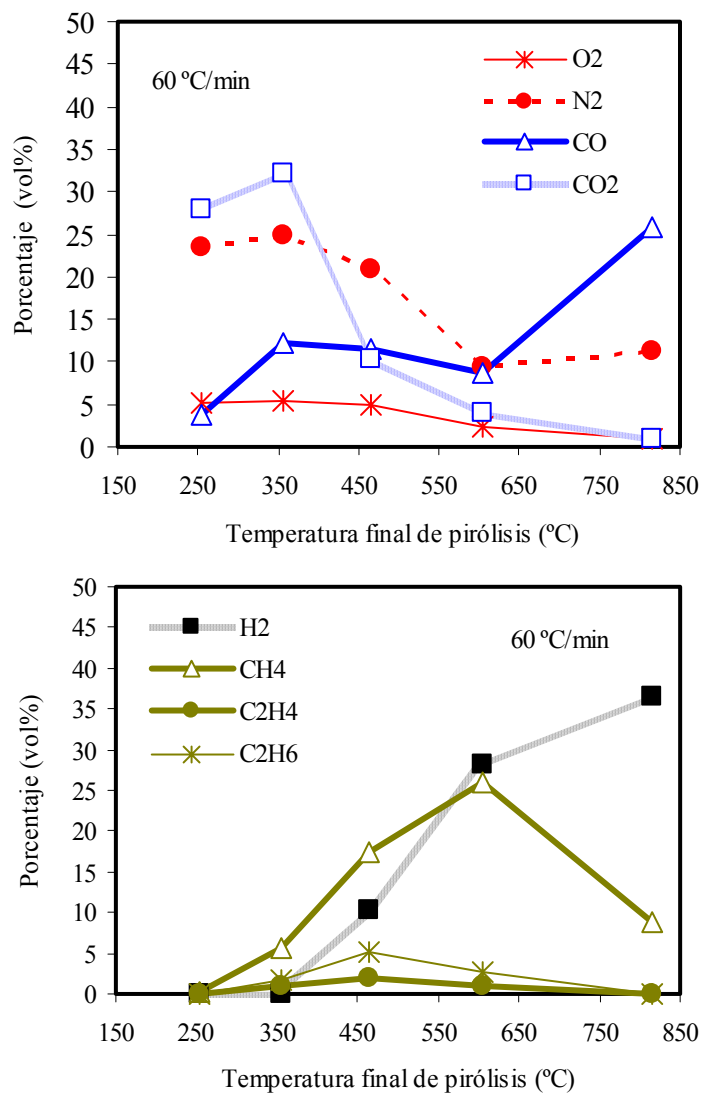 50
45
40
35
30
25
20
15
10
5
0
Porcentaje (vol%)
60 ºC/min
O2
N2
CO
CO2
150 250 350 450 550 650 750 850
Temperatura final de pirólisis (ºC)
50
45
40
35
30
25
20
15
10
5
0
Porcentaje (vol%)
H2
CH4
C2H4
C2H6
60 ºC/min
150 250 350 450 550 650 750 850
Temperatura final de pirólisis (ºC)